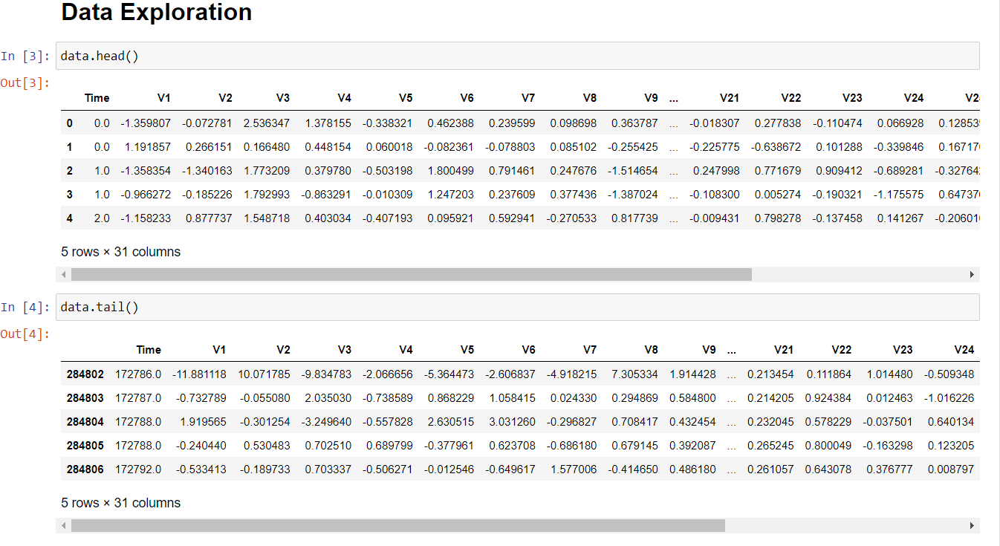 Data Exploration
In [3]: data.head()
Out[3]:
Time V1 V2 V3 V4 V5 V6 V7 V8 V9 ... V21 V22 V23 V24
0 0.0 -1.359807 -0.072781 2.536347 1.378155 -0.338321 0.462388 0.239599 0.098698 0.363787 ... -0.018307 0.277838 -0.110474 0.066928 0.12853
1 0.0 1.191857 0.266151 0.166480 0.448154 0.060018 -0.082361 -0.078803 0.085102 -0.255425 ... -0.225775 -0.638672 0.101288 -0.339846 0.16717
2 1.0 -1.358354 -1.340163 1.773209 0.379780 -0.503198 1.800499 0.791461 0.247676 -1.514654 ... 0.247998 0.771679 0.909412 -0.689281 -0.32764
3 1.0 -0.966272 -0.185226 1.792993 -0.863291 -0.010309 1.247203 0.237609 0.377436 -1.387024 ... -0.108300 0.005274 -0.190321 -1.175575 0.64737
4 2.0 -1.158233 0.877737 1.548718 0.403034 -0.407193 0.095921 0.592941 -0.270533 0.817739 ... -0.009431 0.798278 -0.137458 0.141267 -0.20601
5 rows × 31 columns
In [4]: data.tail()
Out[4]:
Time V1 V2 V3 V4 V5 V6 V7 V8 V9 ... V21 V22 V23 V24
284802 172786.0 -11.881118 10.071785 -9.834783 -2.066656 -5.364473 -2.606837 -4.918215 7.305334 1.914428 ... 0.213454 0.111864 1.014480 -0.509348
284803 172787.0 -0.732789 -0.055080 2.035030 -0.738589 0.868229 1.058415 0.024330 0.294869 0.584800 ... 0.214205 0.924384 0.012463 -1.016226
284804 172788.0 1.919565 -0.301254 -3.249640 -0.557828 2.630515 3.031260 -0.296827 0.708417 0.432454 ... 0.232045 0.578229 -0.037501 0.640134
284805 172788.0 -0.240440 0.530483 0.702510 0.689799 -0.377961 0.623708 -0.686180 0.679145 0.392087 ... 0.265245 0.800049 -0.163298 0.123205
284806 172792.0 -0.533413 -0.189733 0.703337 -0.506271 -0.012546 -0.649617 1.577006 -0.414650 0.486180 ... 0.261057 0.643078 0.376777 0.008797
5 rows × 31 columns